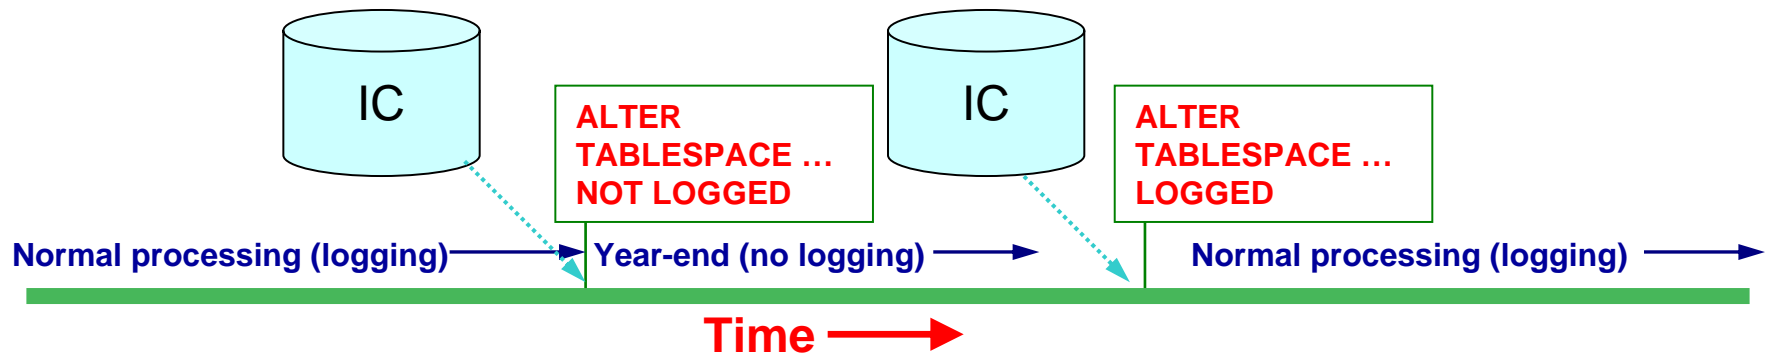 IC
IC
ALTER
TABLESPACE …
NOT LOGGED
ALTER
TABLESPACE …
LOGGED
Normal processing (logging)
Year-end (no logging)
Normal processing (logging)
Time